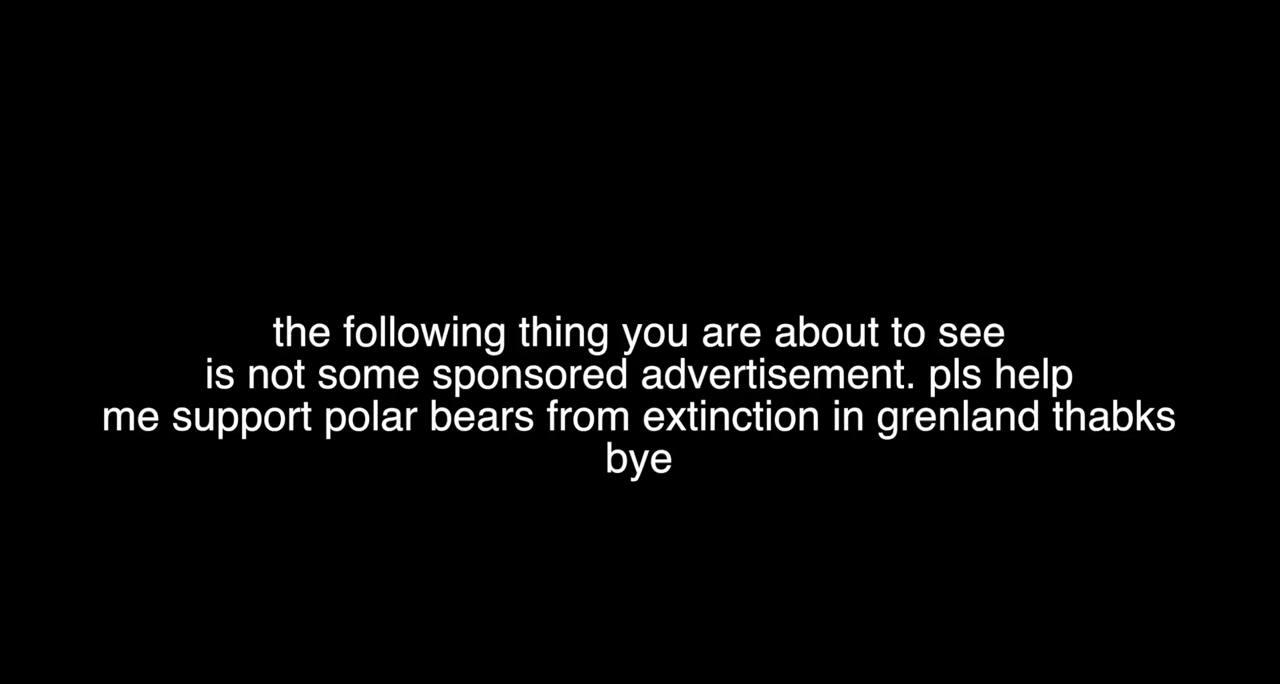 the following thing you are about to see
is not some sponsored advertisement. pls help
me support polar bears from extinction in grenland thabks
bye